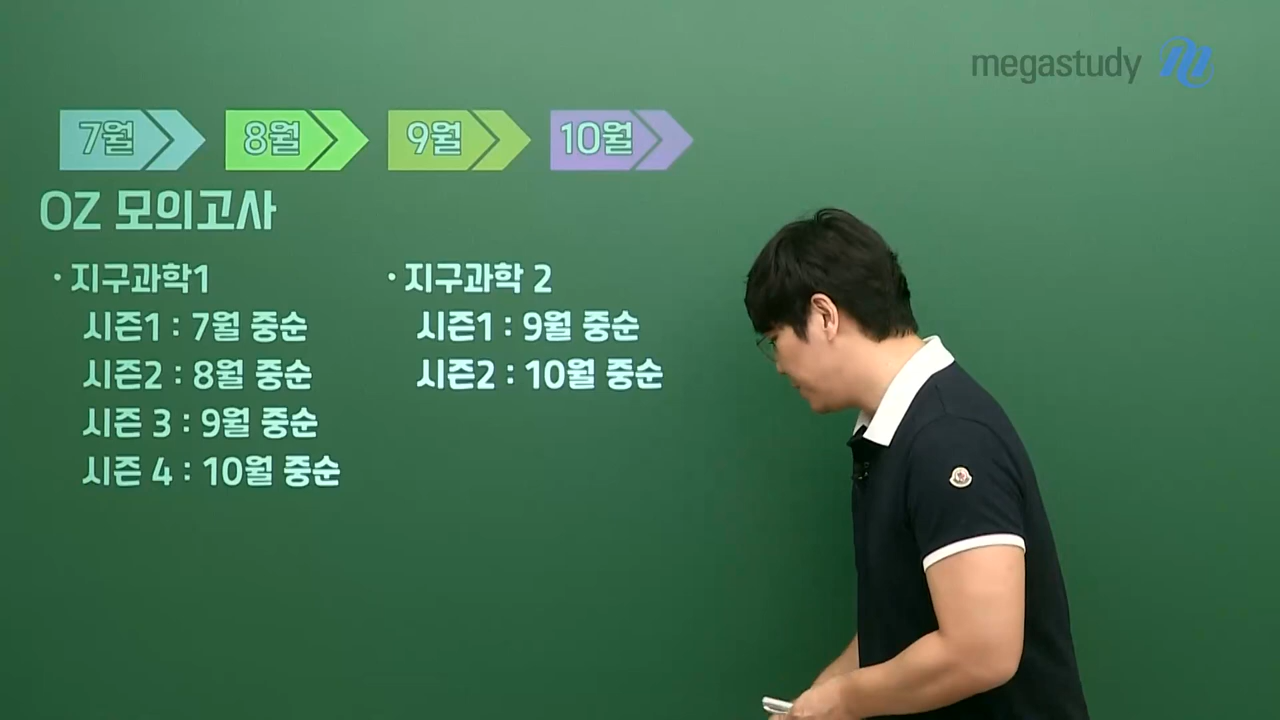 megastudy
7월
8월
9월
10월
OZ 모의고사
· 지구과학1
시즌1 : 7월 중순
시즌2 : 8월 중순
시즌 3 : 9월 중순
시즌 4 : 10월 중순
· 지구과학 2
시즌1 : 9월 중순
시즌2 : 10월 중순